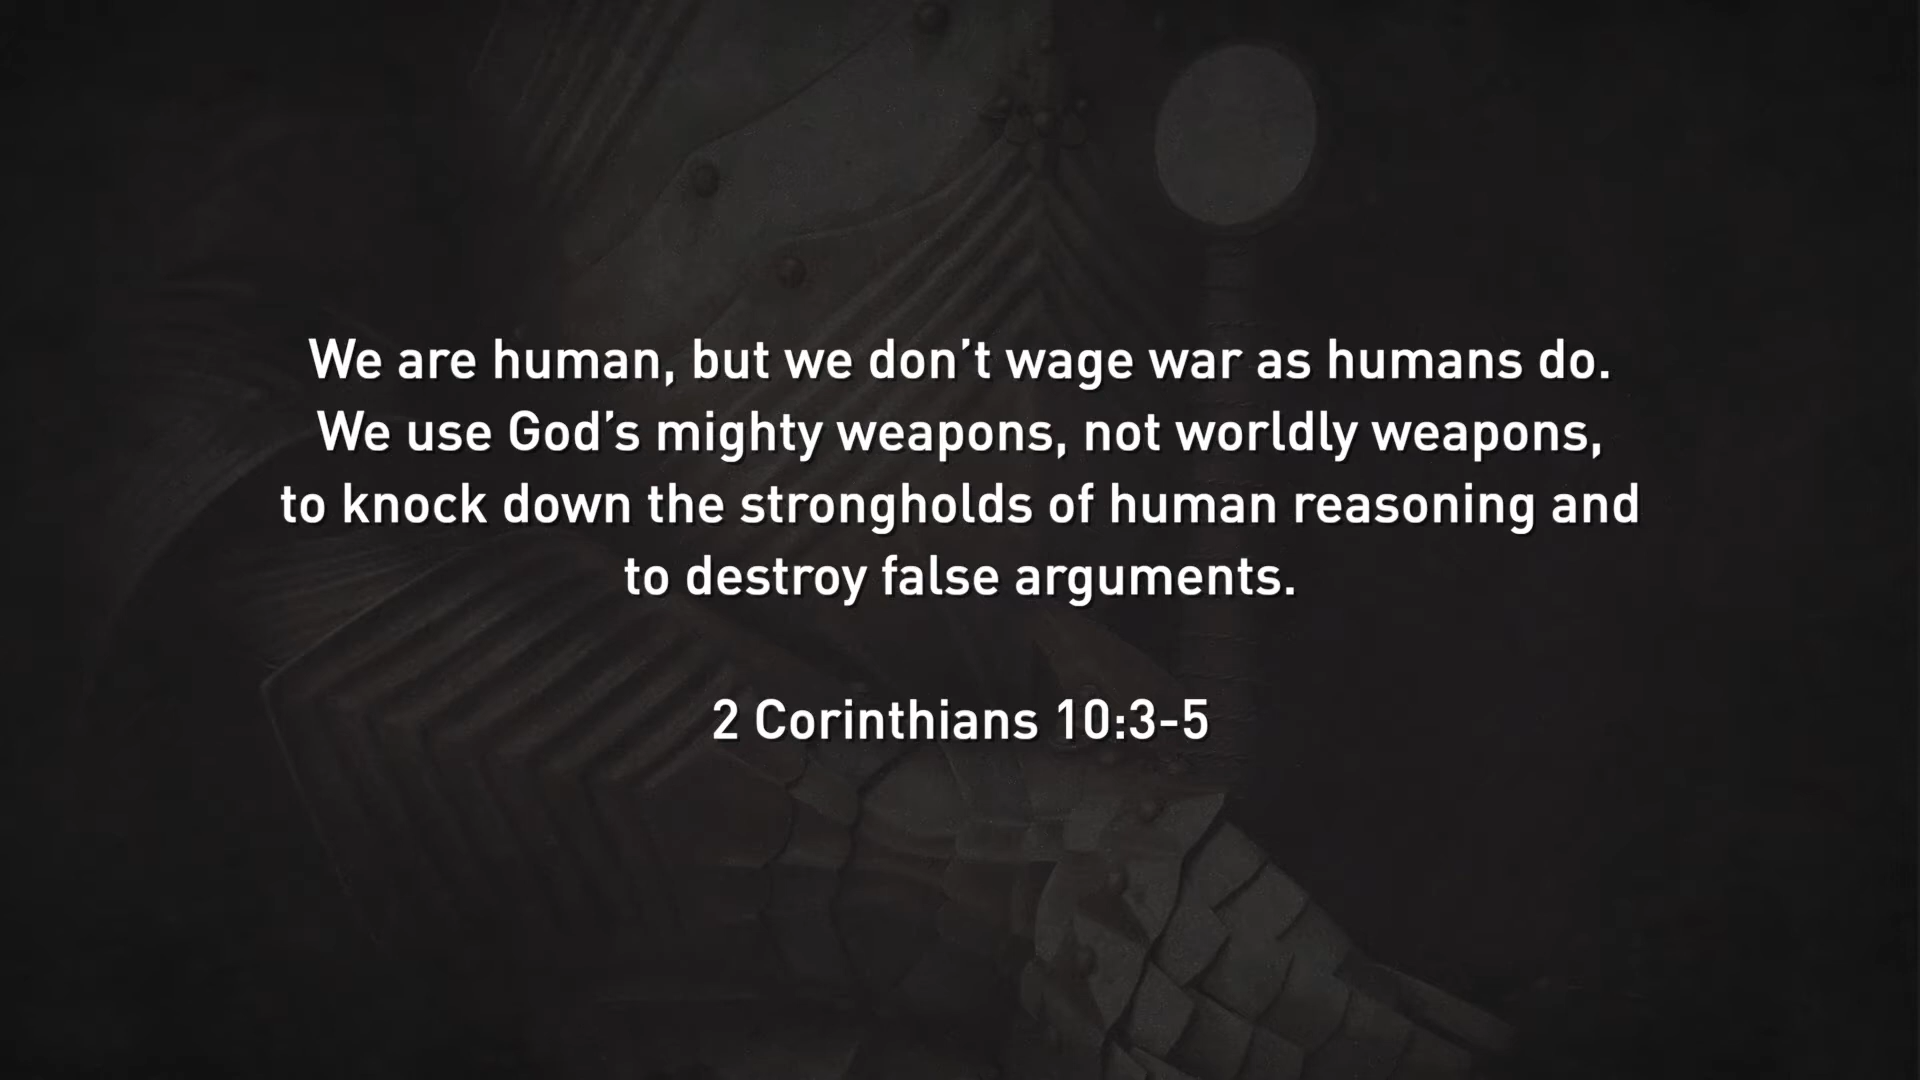 We are human, but we don’t wage war as humans do.
We use God’s mighty weapons, not worldly weapons,
to knock down the strongholds of human reasoning and
to destroy false arguments.
2 Corinthians 10:3-5